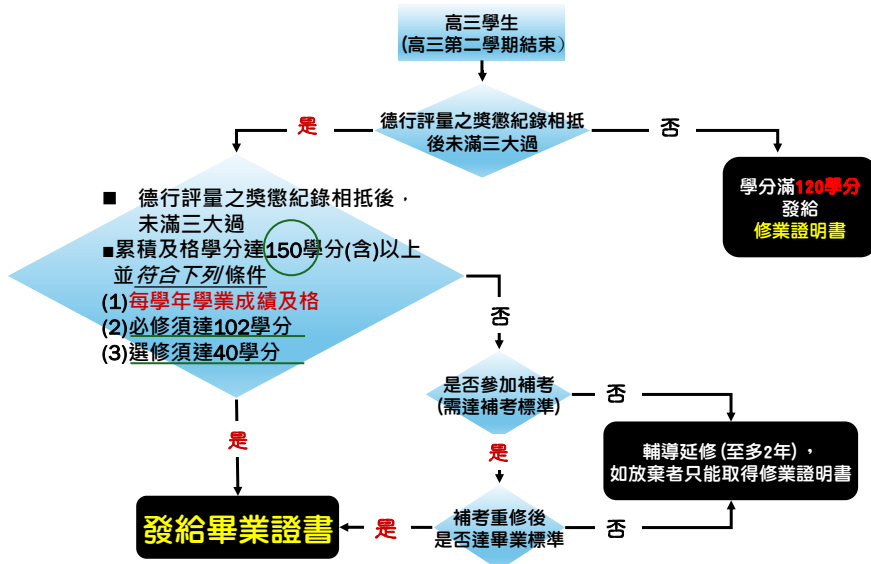 高三學生
(高三第二學期結束)
德行評量之獎懲紀錄相抵
後未滿三大過
是
否
學分滿120學分
發給
修業證明書
■ 德行評量之獎懲紀錄相抵後，
未滿三大過
■累積及格學分達150學分(含)以上
並符合下列條件
(1)每學年學業成績及格
(2)必修須達102學分
(3)選修須達40學分
否
是否參加補考
(需達補考標準)
否
是
是
輔導延修(至多2年)，
如放棄者只能取得修業證明書
發給畢業證書
是
補考重修後
是否達畢業標準
否